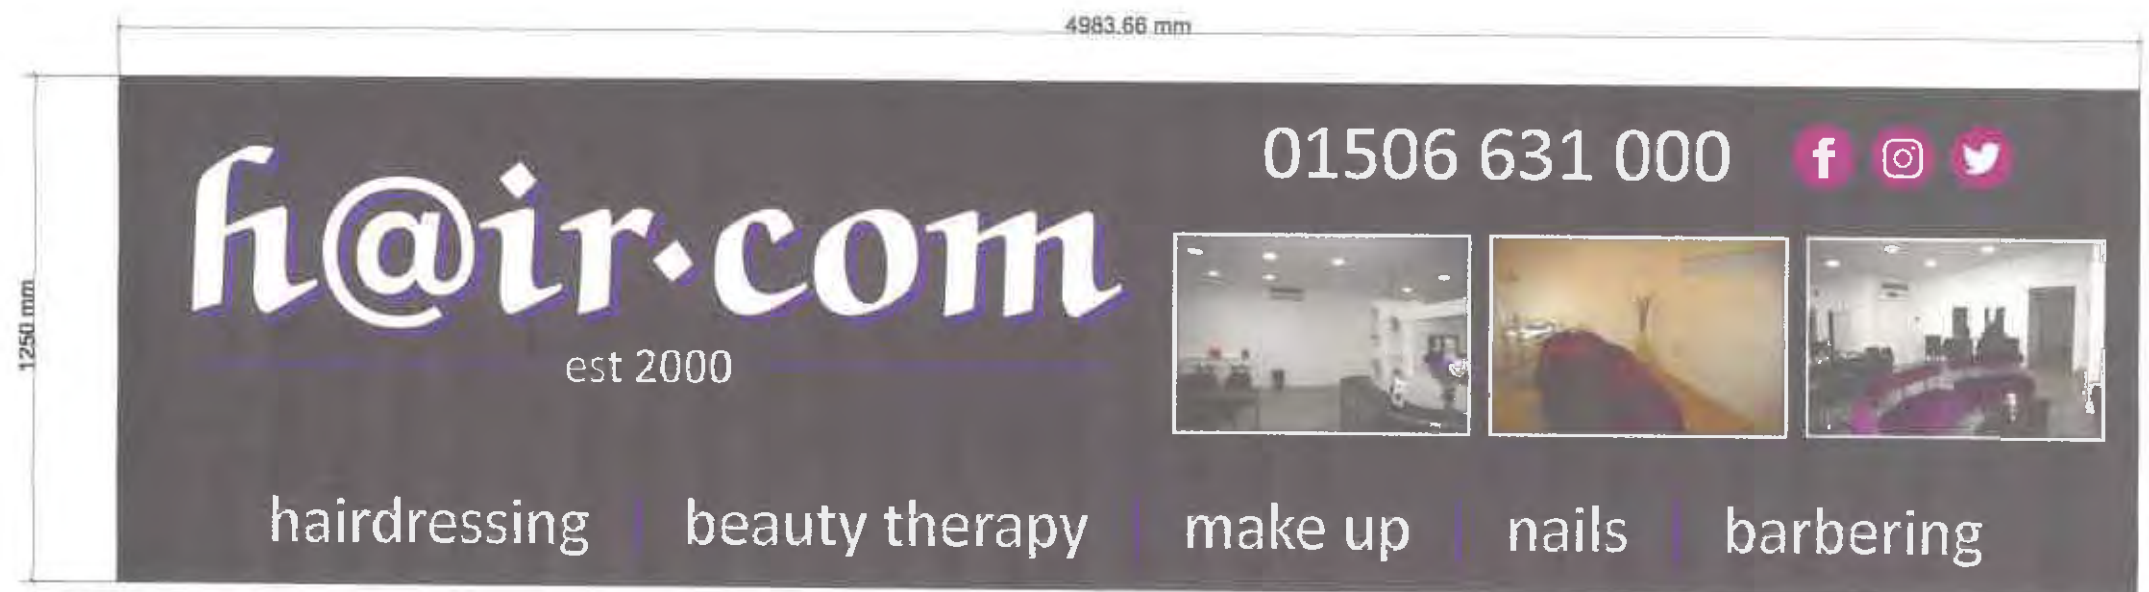 4983.66 mm
1250 mm
h@ir.com
est 2000
01506 631 000
hairdressing | beauty therapy | make up | nails | barbering